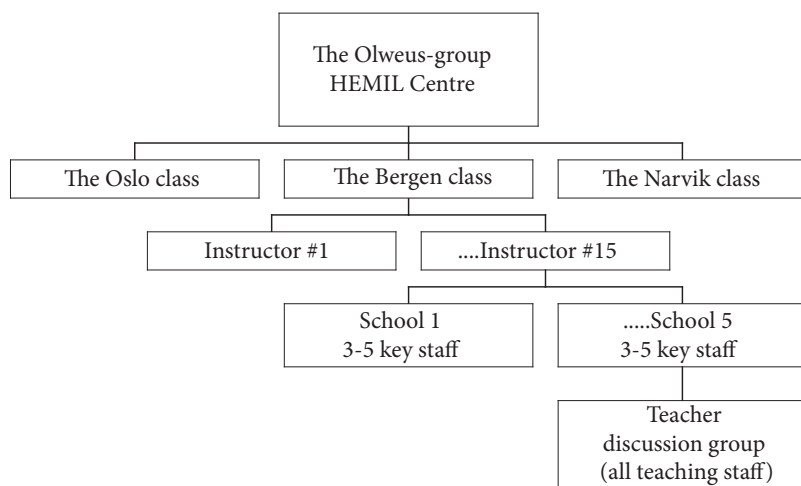 The Olweus-group
HEMIL Centre
The Oslo class
The Bergen class
The Narvik class
Instructor #1
....Instructor #15
School 1
3-5 key staff
.....School 5
3-5 key staff
Teacher
discussion group
(all teaching staff)